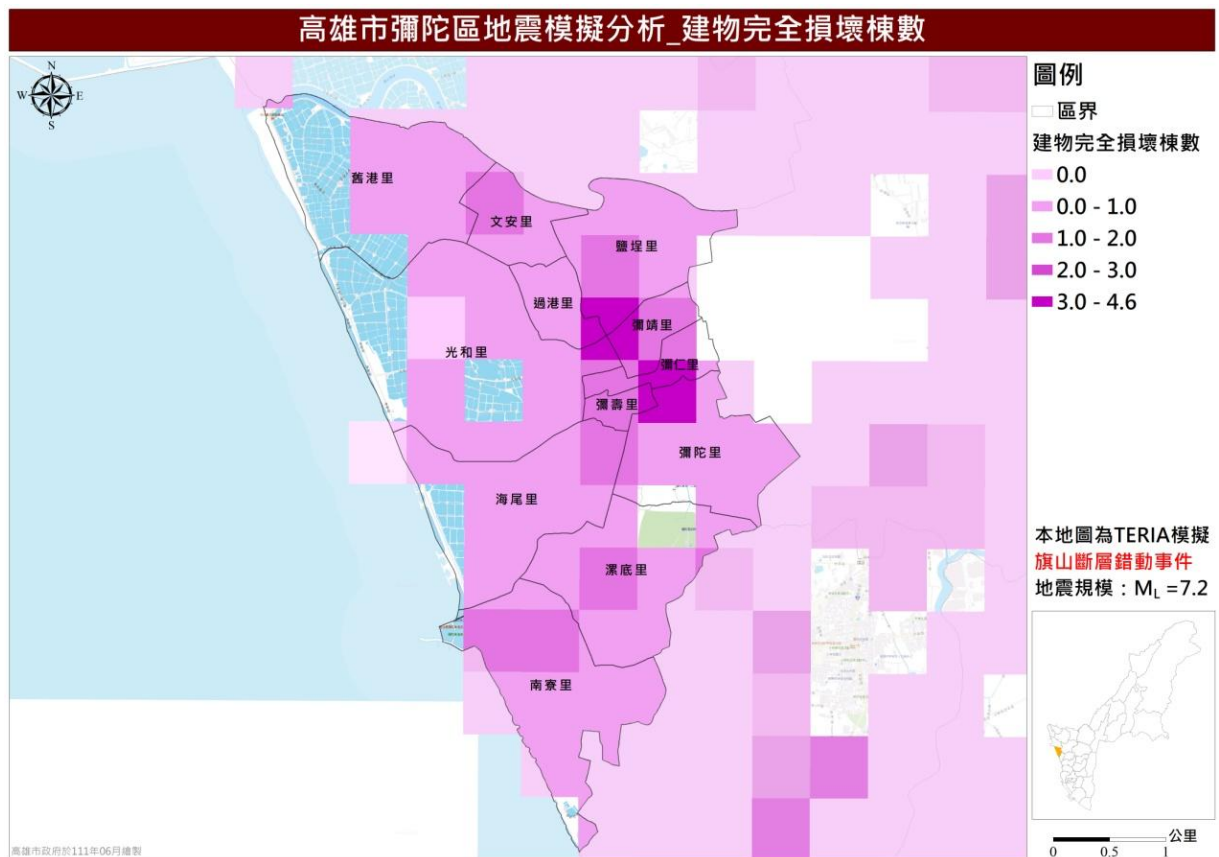 高雄市彌陀區地震模擬分析_建物完全損壞棟數
N
W
E
S
圖例
區界
建物完全損壞棟數
0.0
0.0 - 1.0
1.0 - 2.0
2.0 - 3.0
3.0 - 4.6
舊港里
文安里
鹽埕里
過港里
彌靖里
光和里
彌仁里
彌壽里
彌陀里
海尾里
漯底里
南寮里
本地圖為TERIA模擬
旗山斷層錯動事件
地震規模：ML =7.2
公里
0 0.5 1
高雄市政府於111年06月繪製